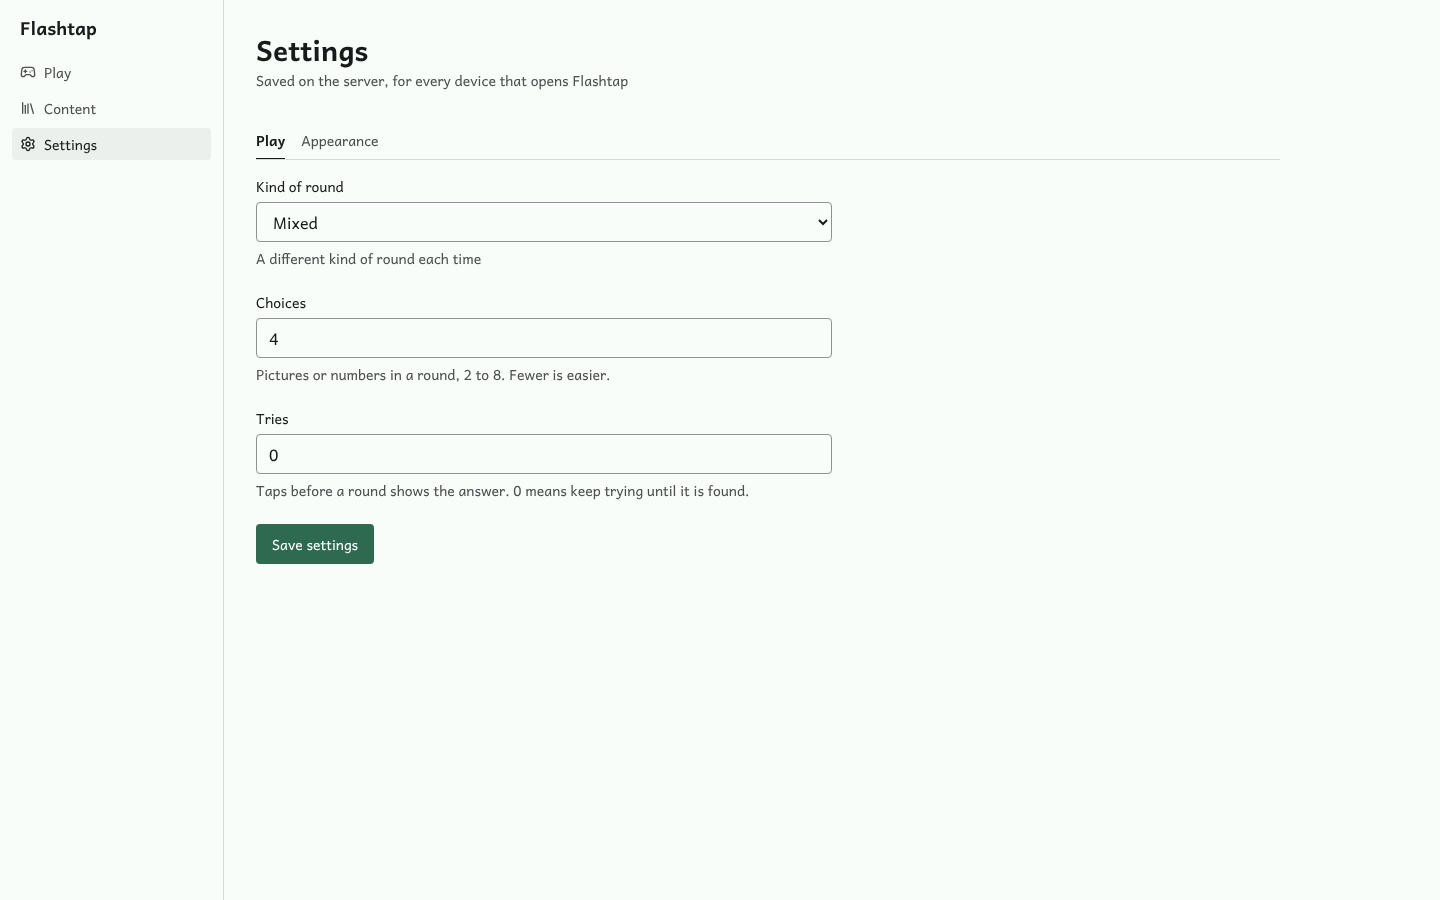 Flashtap
Play
Content
Settings
Settings
Saved on the server, for every device that opens Flashtap
Play
Appearance
Kind of round
Mixed
A different kind of round each time
Choices
4
Pictures or numbers in a round, 2 to 8. Fewer is easier.
Tries
0
Taps before a round shows the answer. 0 means keep trying until it is found.
Save settings